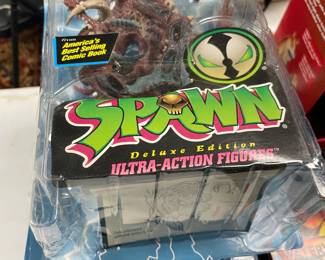 From
America's
Best Selling
Comic Book
SPAWN
Deluxe Edition
ULTRA-ACTION FIGURES